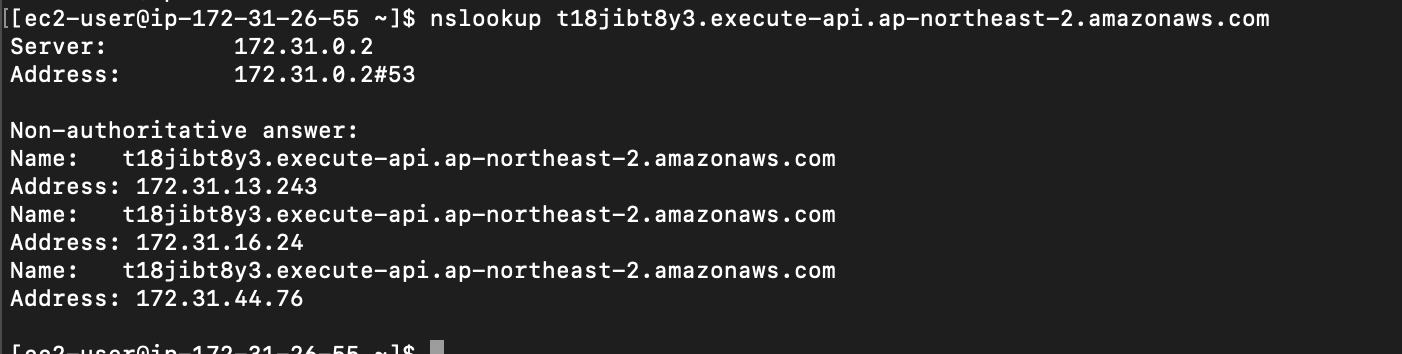 [[ec2-user@ip-172-31-26-55 ~]$ nslookup t18jibt8y3.execute-api.ap-northeast-2.amazonaws.com
Server:		172.31.0.2
Address:	172.31.0.2#53
Non-authoritative answer:
Name:	t18jibt8y3.execute-api.ap-northeast-2.amazonaws.com
Address: 172.31.13.243
Name:	t18jibt8y3.execute-api.ap-northeast-2.amazonaws.com
Address: 172.31.16.24
Name:	t18jibt8y3.execute-api.ap-northeast-2.amazonaws.com
Address: 172.31.44.76
[ec2-user@ip-172-31-26-55 ~]$